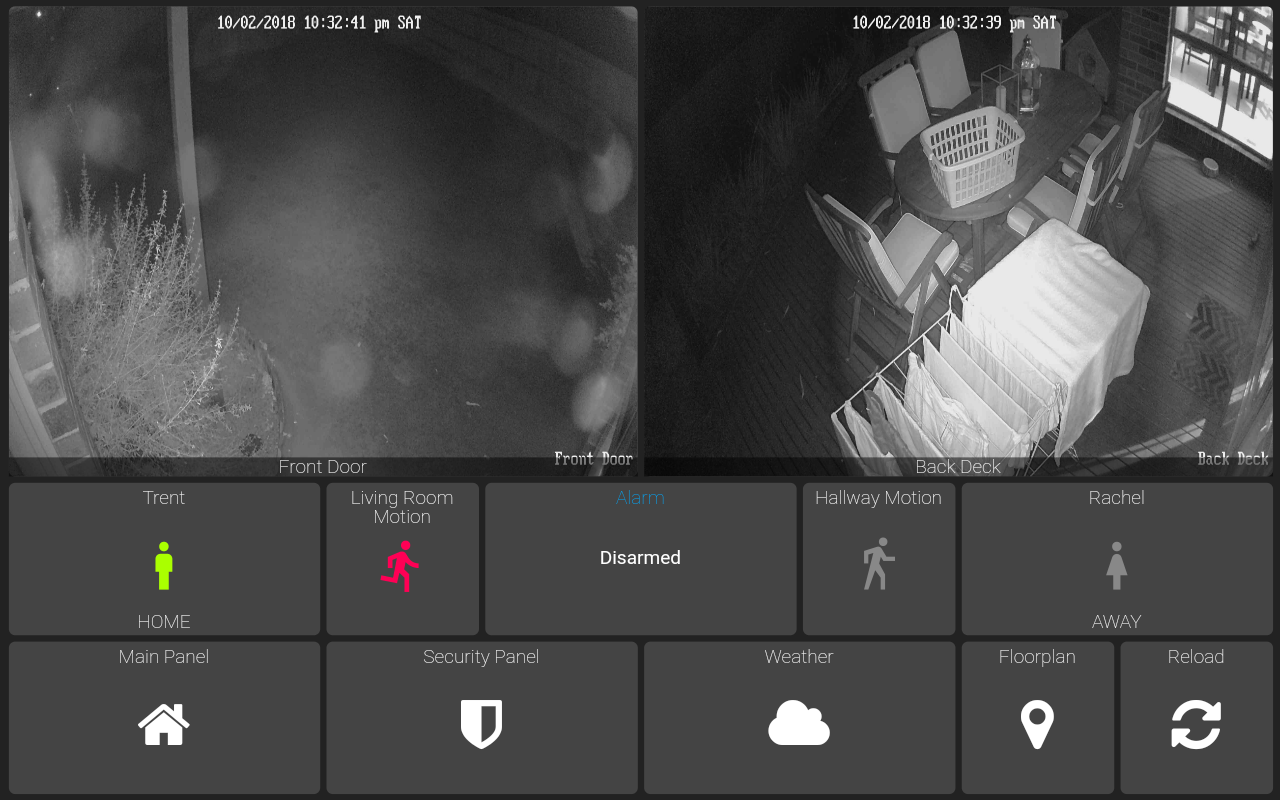 10/02/2018 10:32:41 pm SAT
10/02/2018 10:32:39 pm SAT
Front Door
Front Door
Back Deck
Back Deck
Trent
HOME
Living Room
Motion
Alarm
Disarmed
Hallway Motion
Rachel
AWAY
Main Panel
Security Panel
Weather
Floorplan
Reload